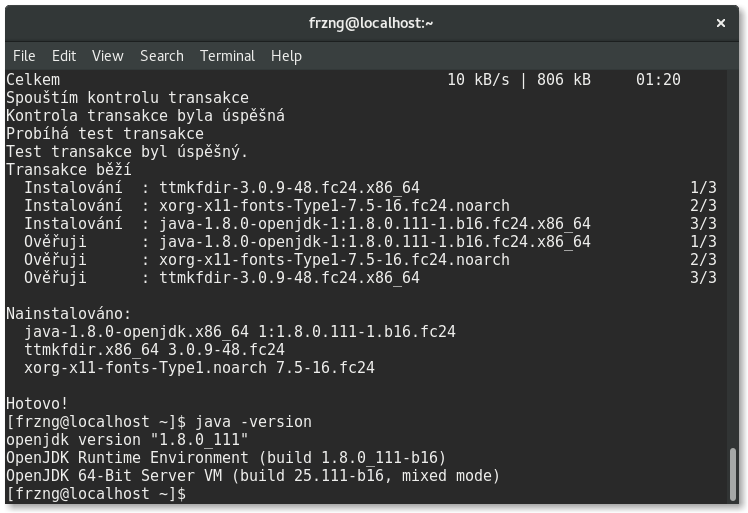 frzng@localhost:~ ×
File Edit View Search Terminal Help
Celkem 10 kB/s | 806 kB 01:20
Spouštím kontrolu transakce
Kontrola transakce byla úspěšná
Probíhá test transakce
Test transakce byl úspěšný.
Transakce běží
Instalování : ttmkfdir-3.0.9-48.fc24.x86_64 1/3
Instalování : xorg-x11-fonts-Type1-7.5-16.fc24.noarch 2/3
Instalování : java-1.8.0-openjdk-1:1.8.0.111-1.b16.fc24.x86_64 3/3
Ověřuji : java-1.8.0-openjdk-1:1.8.0.111-1.b16.fc24.x86_64 1/3
Ověřuji : xorg-x11-fonts-Type1-7.5-16.fc24.noarch 2/3
Ověřuji : ttmkfdir-3.0.9-48.fc24.x86_64 3/3
Nainstalováno:
java-1.8.0-openjdk.x86_64 1:1.8.0.111-1.b16.fc24
ttmkfdir.x86_64 3.0.9-48.fc24
xorg-x11-fonts-Type1.noarch 7.5-16.fc24
Hotovo!
[frzng@localhost ~]$ java -version
openjdk version "1.8.0_111"
OpenJDK Runtime Environment (build 1.8.0_111-b16)
OpenJDK 64-Bit Server VM (build 25.111-b16, mixed mode)
[frzng@localhost ~]$